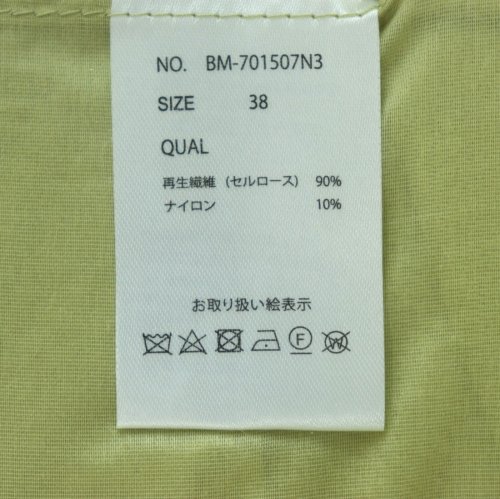 NO. BM-701507N3
SIZE 38
QUAL
再生繊維（セルロース） 90%
ナイロン 10%
お取り扱い絵表示
F W